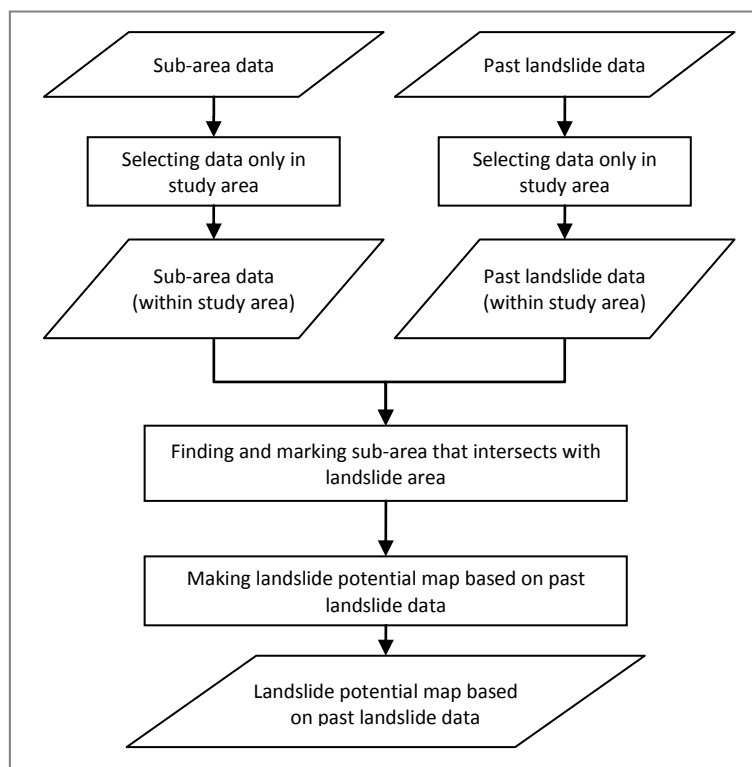 Sub-area data
Past landslide data
Selecting data only in
study area
Selecting data only in
study area
Sub-area data
(within study area)
Past landslide data
(within study area)
Finding and marking sub-area that intersects with
landslide area
Making landslide potential map based on past
landslide data
Landslide potential map based
on past landslide data